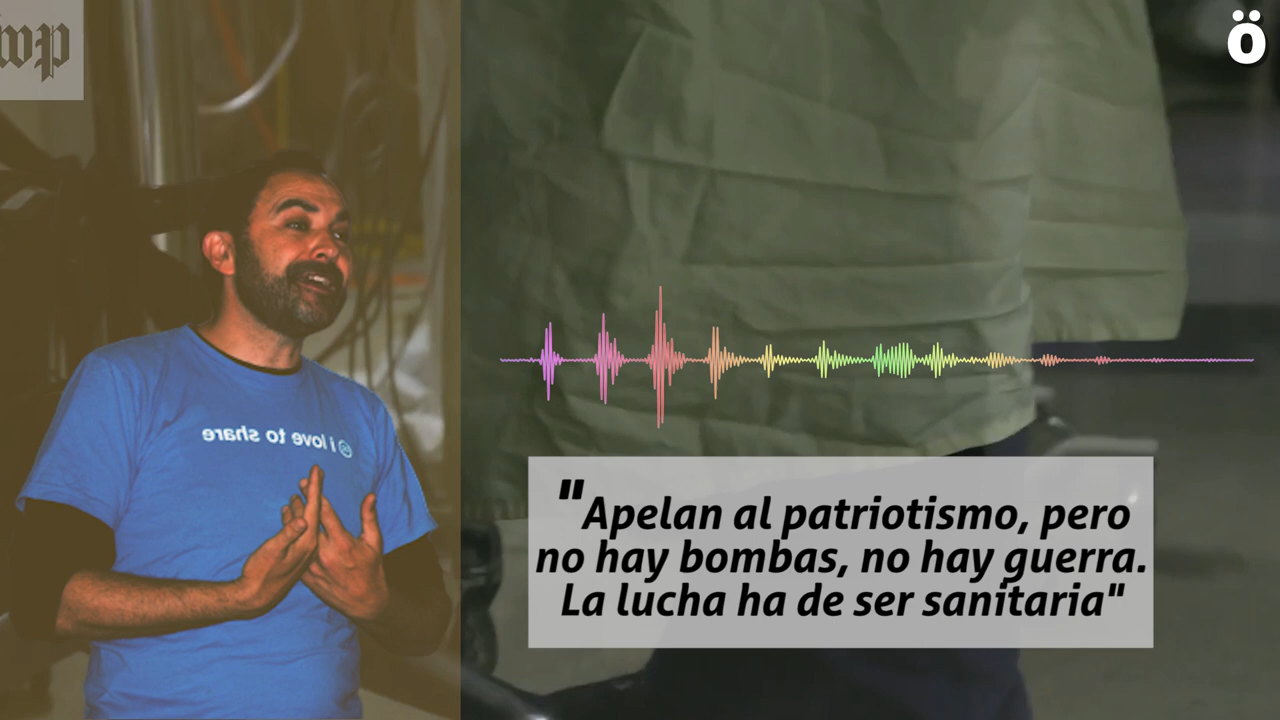 wp
ö
i love to share
"Apelan al patriotismo, pero
no hay bombas, no hay guerra.
La lucha ha de ser sanitaria"